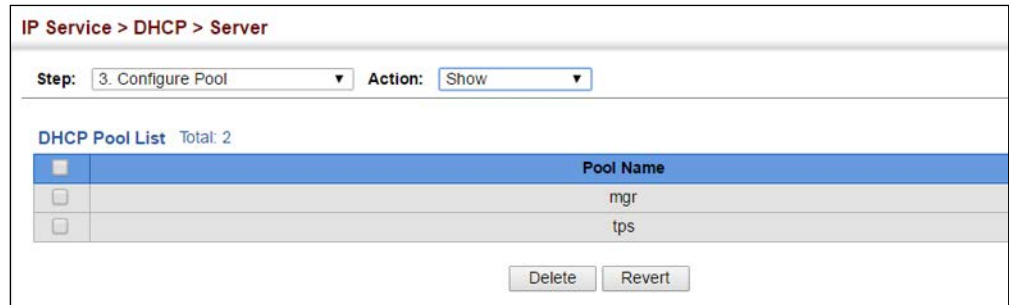 IP Service > DHCP > Server
Step: 3. Configure Pool Action: Show
DHCP Pool List Total: 2
Pool Name
mgr
tps
Delete Revert